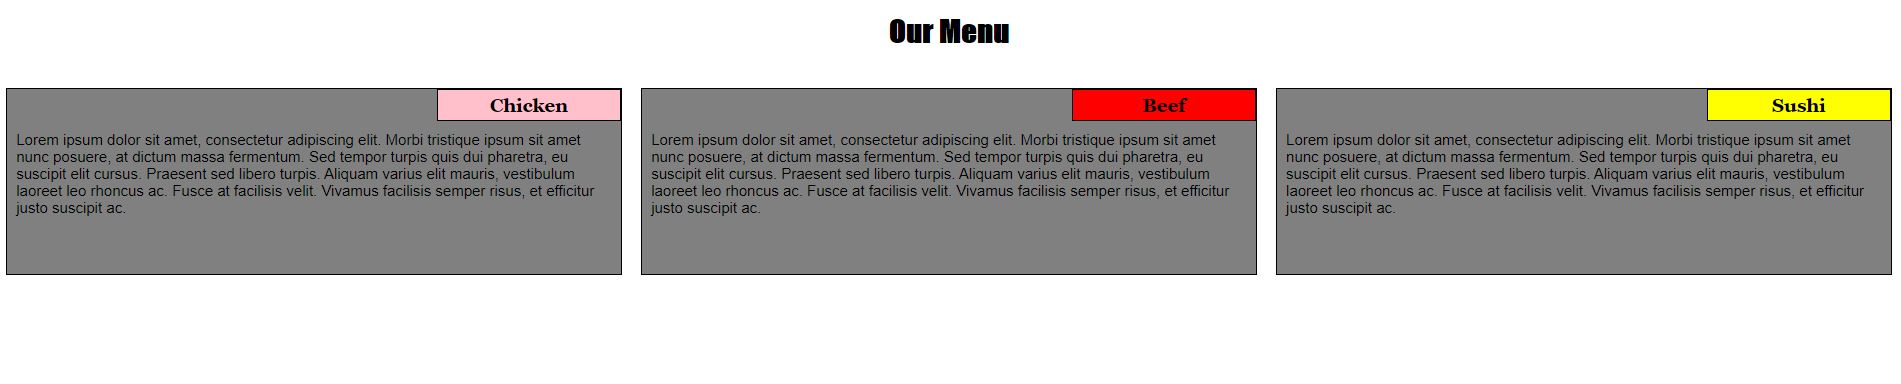 Our Menu
Chicken
Lorem ipsum dolor sit amet, consectetur adipiscing elit. Morbi tristique ipsum sit amet
nunc posuere, at dictum massa fermentum. Sed tempor turpis quis dui pharetra, eu
suscipit elit cursus. Praesent sed libero turpis. Aliquam varius elit mauris, vestibulum
laoreet leo rhoncus ac. Fusce at facilisis velit. Vivamus facilisis semper risus, et efficitur
justo suscipit ac.
Beef
Lorem ipsum dolor sit amet, consectetur adipiscing elit. Morbi tristique ipsum sit amet
nunc posuere, at dictum massa fermentum. Sed tempor turpis quis dui pharetra, eu
suscipit elit cursus. Praesent sed libero turpis. Aliquam varius elit mauris, vestibulum
laoreet leo rhoncus ac. Fusce at facilisis velit. Vivamus facilisis semper risus, et efficitur
justo suscipit ac.
Sushi
Lorem ipsum dolor sit amet, consectetur adipiscing elit. Morbi tristique ipsum sit amet
nunc posuere, at dictum massa fermentum. Sed tempor turpis quis dui pharetra, eu
suscipit elit cursus. Praesent sed libero turpis. Aliquam varius elit mauris, vestibulum
laoreet leo rhoncus ac. Fusce at facilisis velit. Vivamus facilisis semper risus, et efficitur
justo suscipit ac.